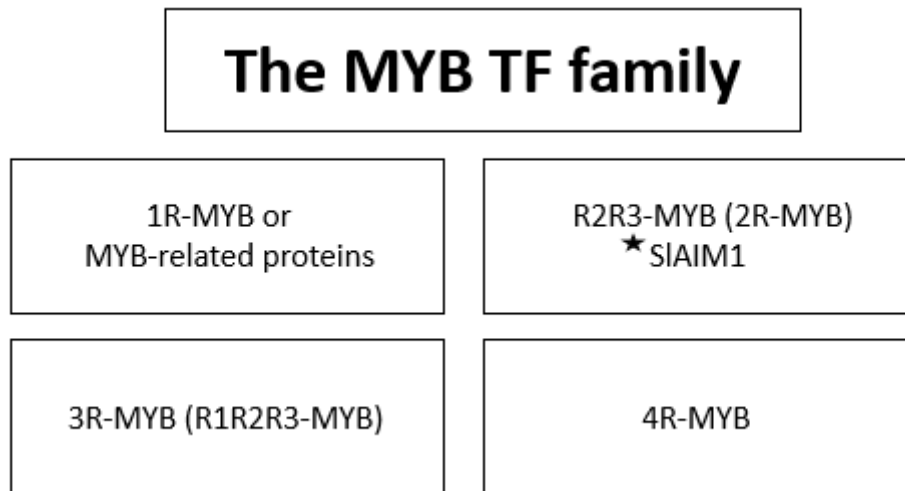 The MYB TF family
1R-MYB or
MYB-related proteins
R2R3-MYB (2R-MYB)
★ SlAIM1
3R-MYB (R1R2R3-MYB)
4R-MYB